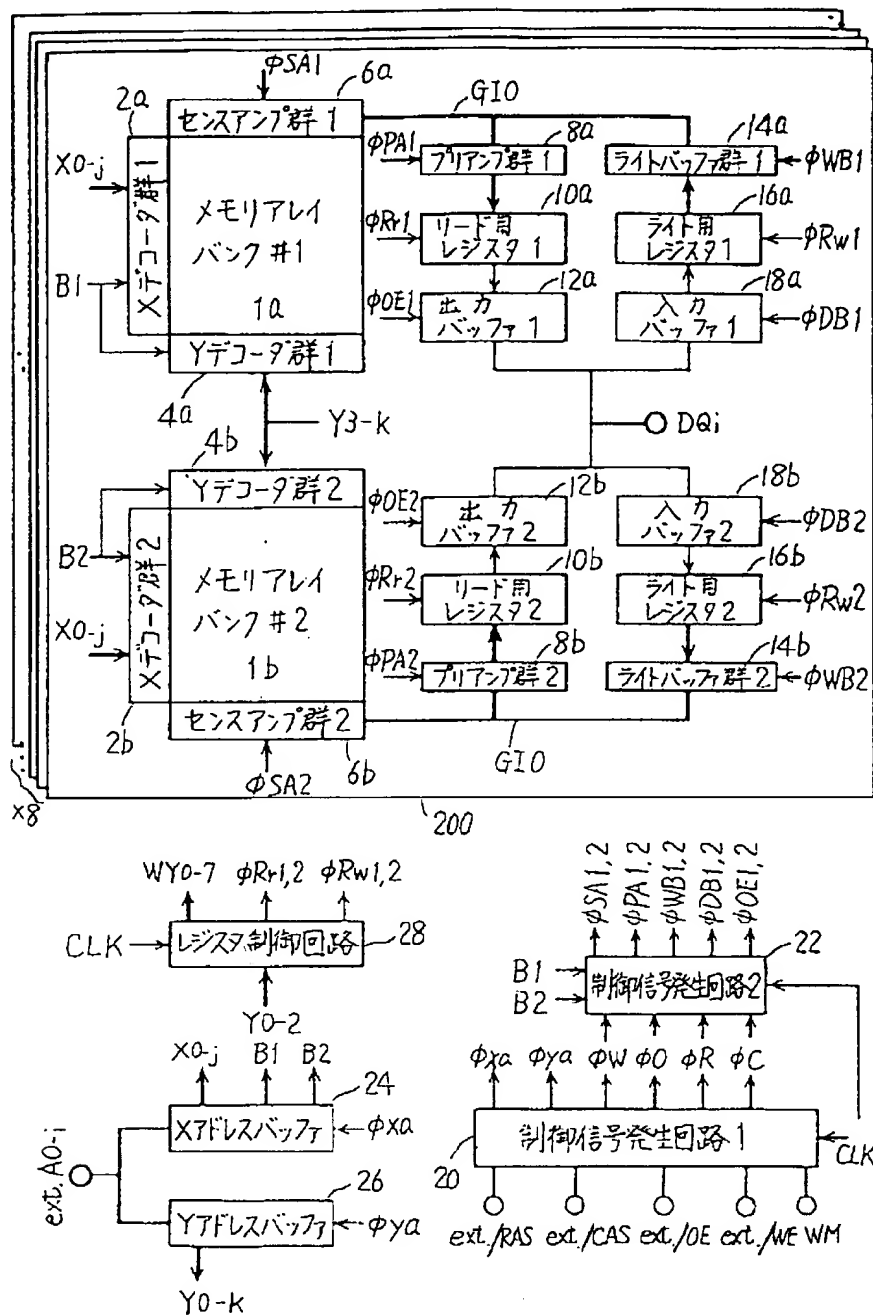 φSA1
6a
GIO
2a
センスアンプ群1
8a
14a
φPA1
プリアンプ群1
ライトバッファ群1
φWB1
X0-j
Xデコーダ群1
メモリアレイ
バンク#1
1a
10a
16a
φRr1
リード用
レジスタ1
ライト用
レジスタ1
φRw1
B1
12a
18a
φOE1
出力
バッファ1
入力
バッファ1
φDB1
Yデコーダ群1
4a
Y3-k
DQi
4b
Yデコーダ群2
12b
18b
φOE2
出力
バッファ2
入力
バッファ2
φDB2
B2
Xデコーダ群2
メモリアレイ
バンク#2
1b
10b
16b
φRr2
リード用
レジスタ2
ライト用
レジスタ2
φRw2
X0-j
φPA2
8b
14b
プリアンプ群2
ライトバッファ群2
φWB2
2b
センスアンプ群2
6b
GIO
φSA2
x8
200
WY0-7
φRr1,2
φRw1,2
CLK
レジスタ制御回路
28
Y0-2
X0-j
B1
B2
24
Xアドレスバッファ
φxa
ext. A0-i
26
Yアドレスバッファ
φya
Y0-k
φSA1,2
φPA1,2
φWB1,2
φDB1,2
φOE1,2
22
B1
B2
制御信号発生回路2
φxa
φya
φW
φO
φR
φC
20
制御信号発生回路1
CLK
ext./RAS
ext./CAS
ext./OE
ext./WE
WM